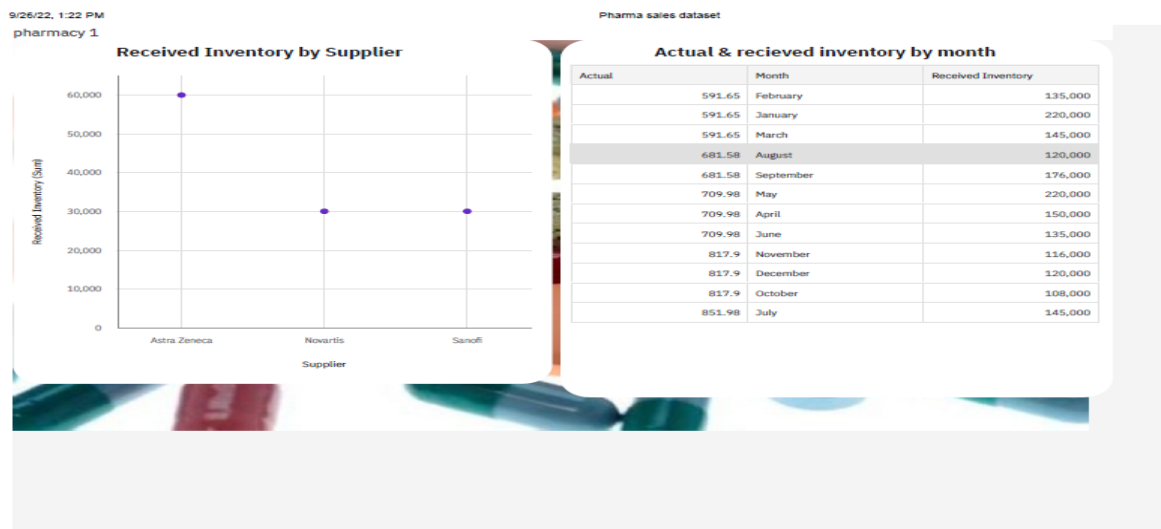 9/26/22, 1:22 PM
Pharma sales dataset
pharmacy 1
Received Inventory by Supplier
Received Inventory (Sum)
60,000
50,000
40,000
30,000
20,000
10,000
0
Astra Zeneca Novartis Sanofi
Supplier
Actual & recieved inventory by month
Actual Month Received Inventory
591.65 February 135,000
591.65 January 220,000
591.65 March 145,000
681.58 August 120,000
681.58 September 176,000
709.98 May 220,000
709.98 April 150,000
709.98 June 135,000
817.9 November 116,000
817.9 December 120,000
817.9 October 108,000
851.98 July 145,000